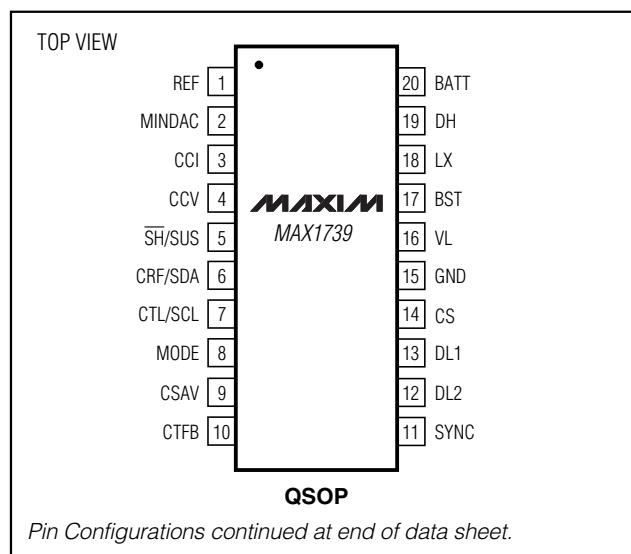 TOP VIEW
REF 1
MINDAC 2
CCI 3
CCV 4
S̅H̅/SUS 5
CRF/SDA 6
CTL/SCL 7
MODE 8
CSAV 9
CTFB 10
MAXIM
MAX1739
20 BATT
19 DH
18 LX
17 BST
16 VL
15 GND
14 CS
13 DL1
12 DL2
11 SYNC
QSOP
Pin Configurations continued at end of data sheet.